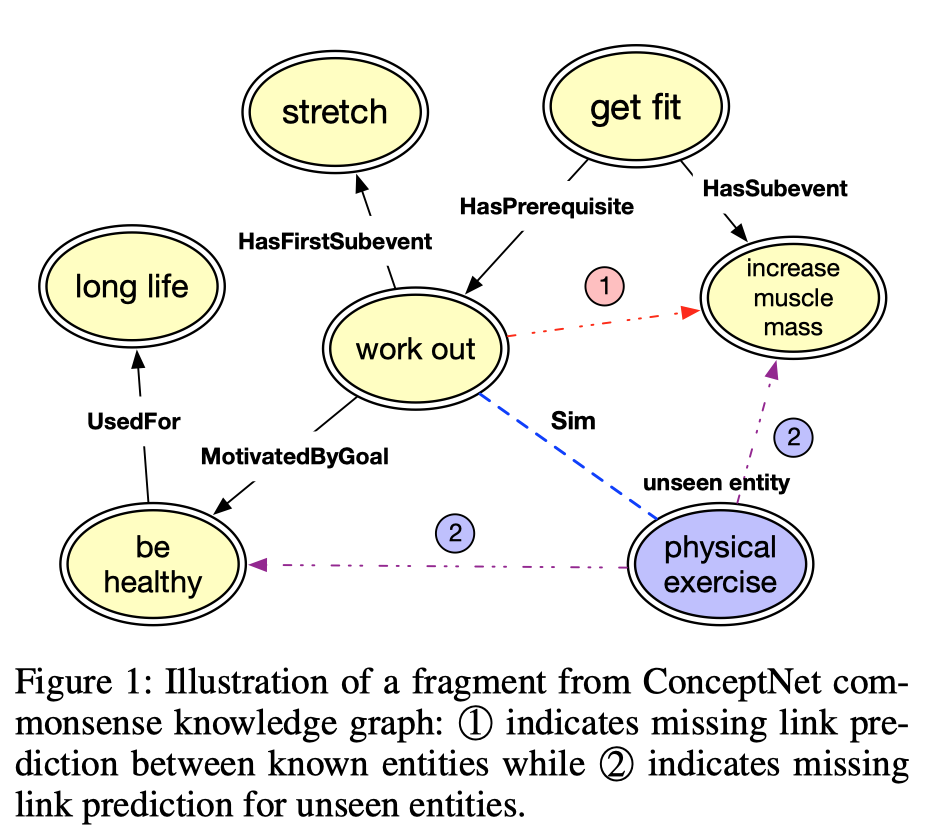 stretch
get fit
HasSubevent
HasPrerequisite
HasFirstSubevent
long life
increase
muscle
mass
1
work out
UsedFor
Sim
2
MotivatedByGoal
unseen entity
2
be
healthy
physical
exercise
Figure 1: Illustration of a fragment from ConceptNet com-
monsense knowledge graph: ① indicates missing link pre-
diction between known entities while ② indicates missing
link prediction for unseen entities.